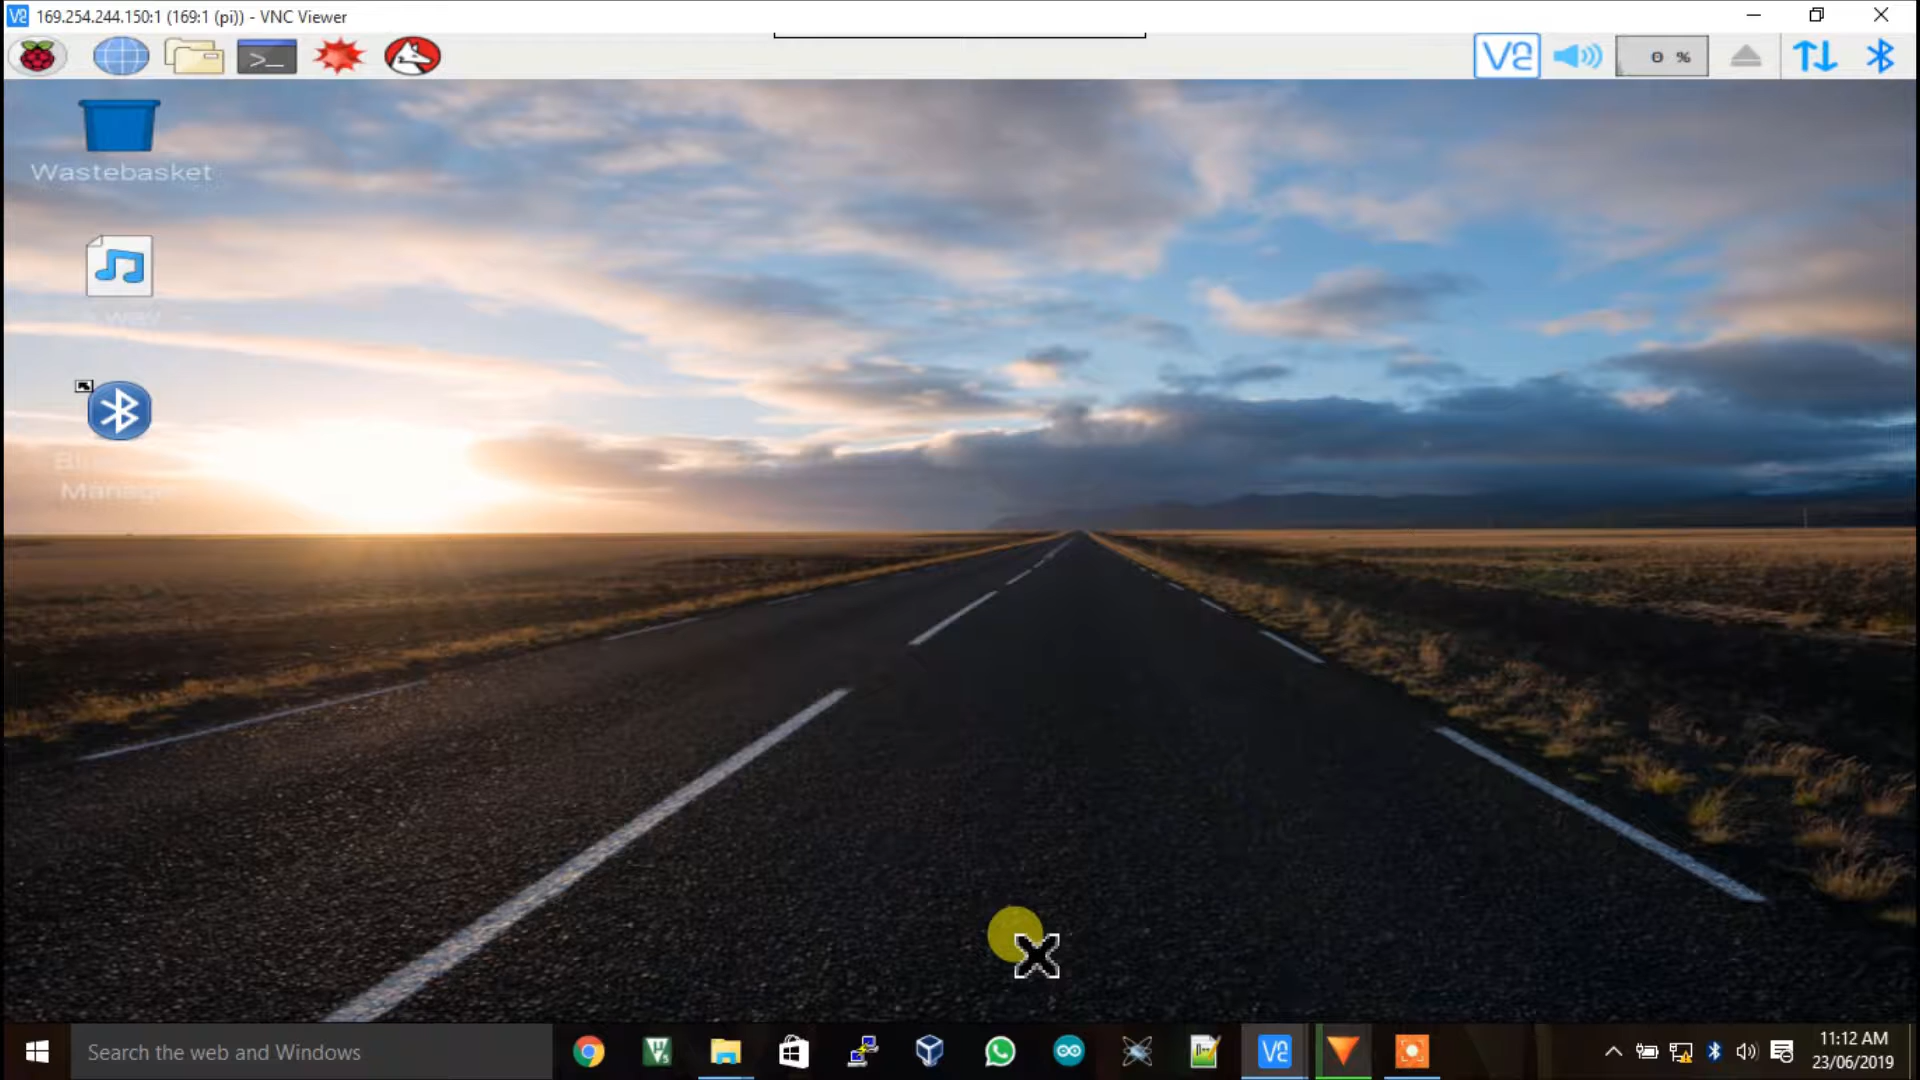 169.254.244.150:1 (169:1 (pi)) - VNC Viewer
0 %
Wastebasket
Manage
Search the web and Windows
11:12 AM
23/06/2019